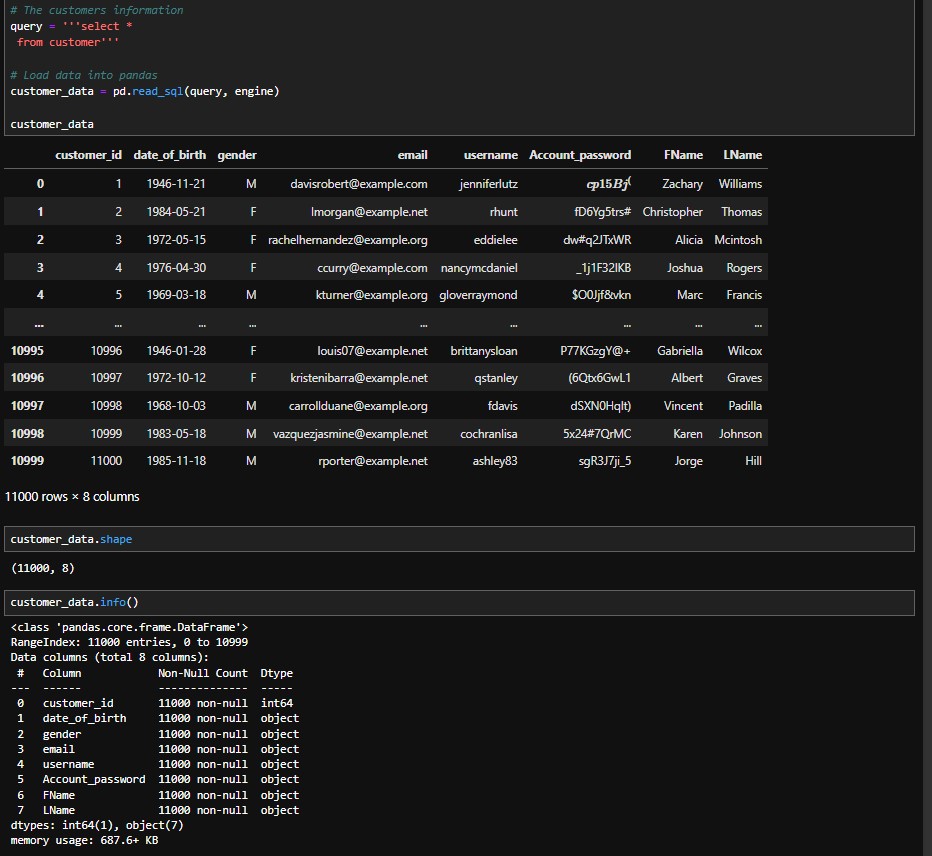 # The customers information
query = '''select *
from customer'''
# Load data into pandas
customer_data = pd.read_sql(query, engine)
customer_data
customer_id date_of_birth gender email username Account_password FName LName
0 1 1946-11-21 M davisrobert@example.com jenniferlutz cp15Bj( Zachary Williams
1 2 1984-05-21 F lmorgan@example.net rhunt fD6Yg5trs# Christopher Thomas
2 3 1972-05-15 F rachelhernandez@example.org eddielee dw#q2JTxWR Alicia Mcintosh
3 4 1976-04-30 F ccurry@example.com nancymcdaniel _1j1F32lKB Joshua Rogers
4 5 1969-03-18 M kturner@example.org gloverraymond $O0Jjf&vkn Marc Francis
... ... ... ... ... ... ... ... ...
10995 10996 1946-01-28 F louis07@example.net brittanysloan P77KGzgY@+ Gabriella Wilcox
10996 10997 1972-10-12 F kristenibarra@example.net qstanley (6Qtx6GwL1 Albert Graves
10997 10998 1968-10-03 M carrollduane@example.org fdavis dSXN0Hqlt) Vincent Padilla
10998 10999 1983-05-18 M vazquezjasmine@example.net cochranlisa 5x24#7QrMC Karen Johnson
10999 11000 1985-11-18 M rporter@example.net ashley83 sgR3J7ji_5 Jorge Hill
11000 rows × 8 columns
customer_data.shape
(11000, 8)
customer_data.info()
<class 'pandas.core.frame.DataFrame'>
RangeIndex: 11000 entries, 0 to 10999
Data columns (total 8 columns):
# Column Non-Null Count Dtype
--- ------ -------------- -----
0 customer_id 11000 non-null int64
1 date_of_birth 11000 non-null object
2 gender 11000 non-null object
3 email 11000 non-null object
4 username 11000 non-null object
5 Account_password 11000 non-null object
6 FName 11000 non-null object
7 LName 11000 non-null object
dtypes: int64(1), object(7)
memory usage: 687.6+ KB